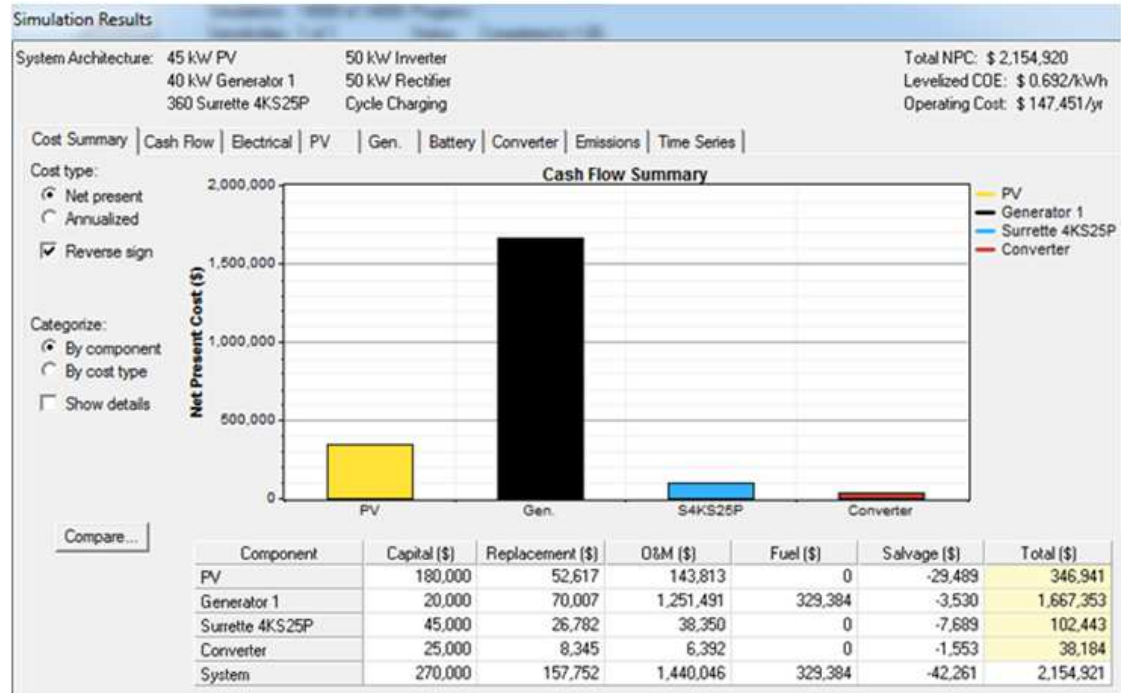 Simulation Results
System Architecture: 45 kW PV 50 kW Inverter Total NPC: $ 2,154,920
40 kW Generator 1 50 kW Rectifier Levelized COE: $ 0.692/kWh
360 Surrette 4KS25P Cycle Charging Operating Cost: $ 147,451/yr
Cost Summary Cash Flow Electrical PV Gen. Battery Converter Emissions Time Series
Cost type:
Net present
Annualized
Reverse sign
Categorize:
By component
By cost type
Show details
Compare...
Cash Flow Summary
Net Present Cost ($)
2,000,000
1,500,000
1,000,000
500,000
0
PV Gen. S4KS25P Converter
PV
Generator 1
Surrette 4KS25P
Converter
Component Capital ($) Replacement ($) O&M ($) Fuel ($) Salvage ($) Total ($)
PV 180,000 52,617 143,813 0 -29,489 346,941
Generator 1 20,000 70,007 1,251,491 329,384 -3,530 1,667,353
Surrette 4KS25P 45,000 26,782 38,350 0 -7,689 102,443
Converter 25,000 8,345 6,392 0 -1,553 38,184
System 270,000 157,752 1,440,046 329,384 -42,261 2,154,921